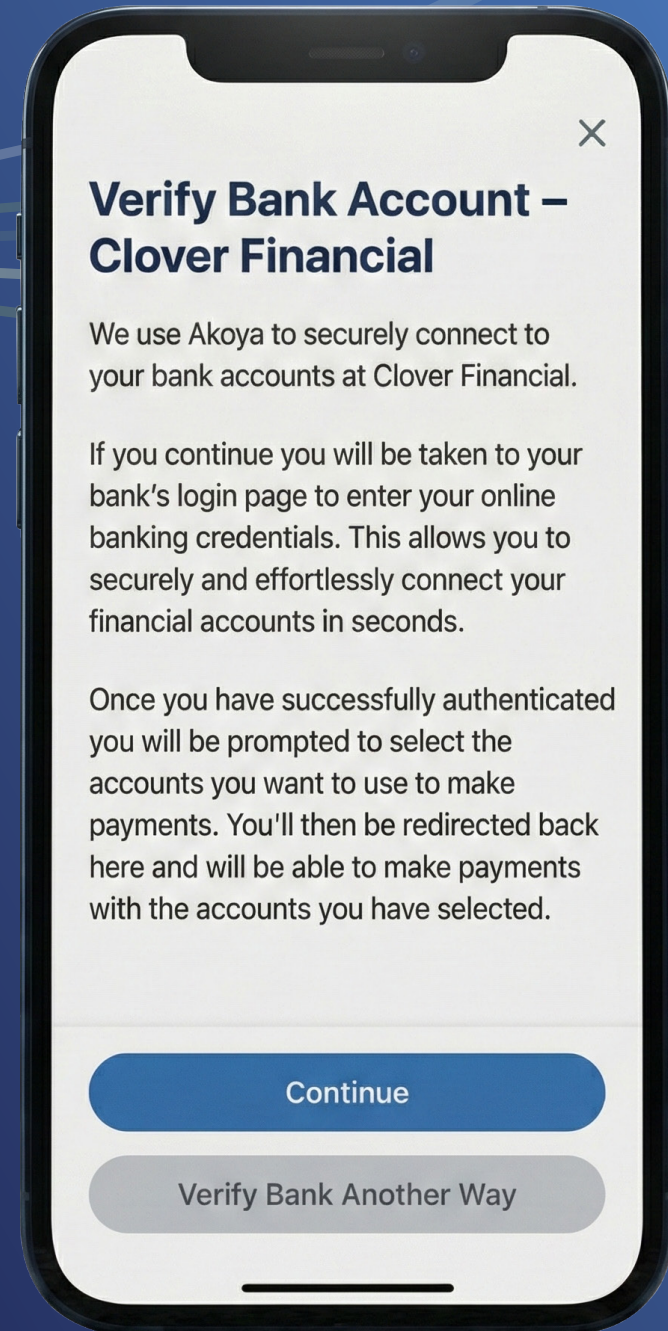 Verify Bank Account –
Clover Financial
We use Akoya to securely connect to
your bank accounts at Clover Financial.
If you continue you will be taken to your
bank’s login page to enter your online
banking credentials. This allows you to
securely and effortlessly connect your
financial accounts in seconds.
Once you have successfully authenticated
you will be prompted to select the
accounts you want to use to make
payments. You'll then be redirected back
here and will be able to make payments
with the accounts you have selected.
Continue
Verify Bank Another Way